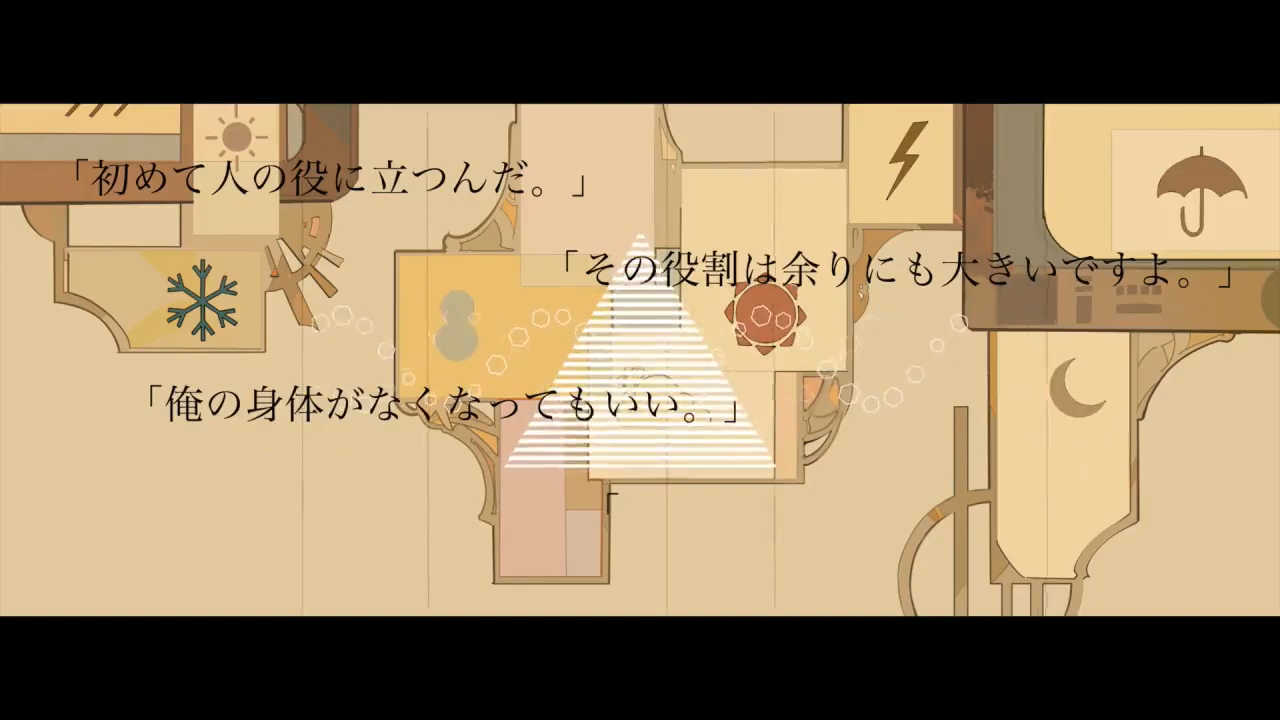 「初めて人の役に立つんだ。」
「その役割は余りにも大きいですよ。」
「俺の身体がなくなってもいい。」
「